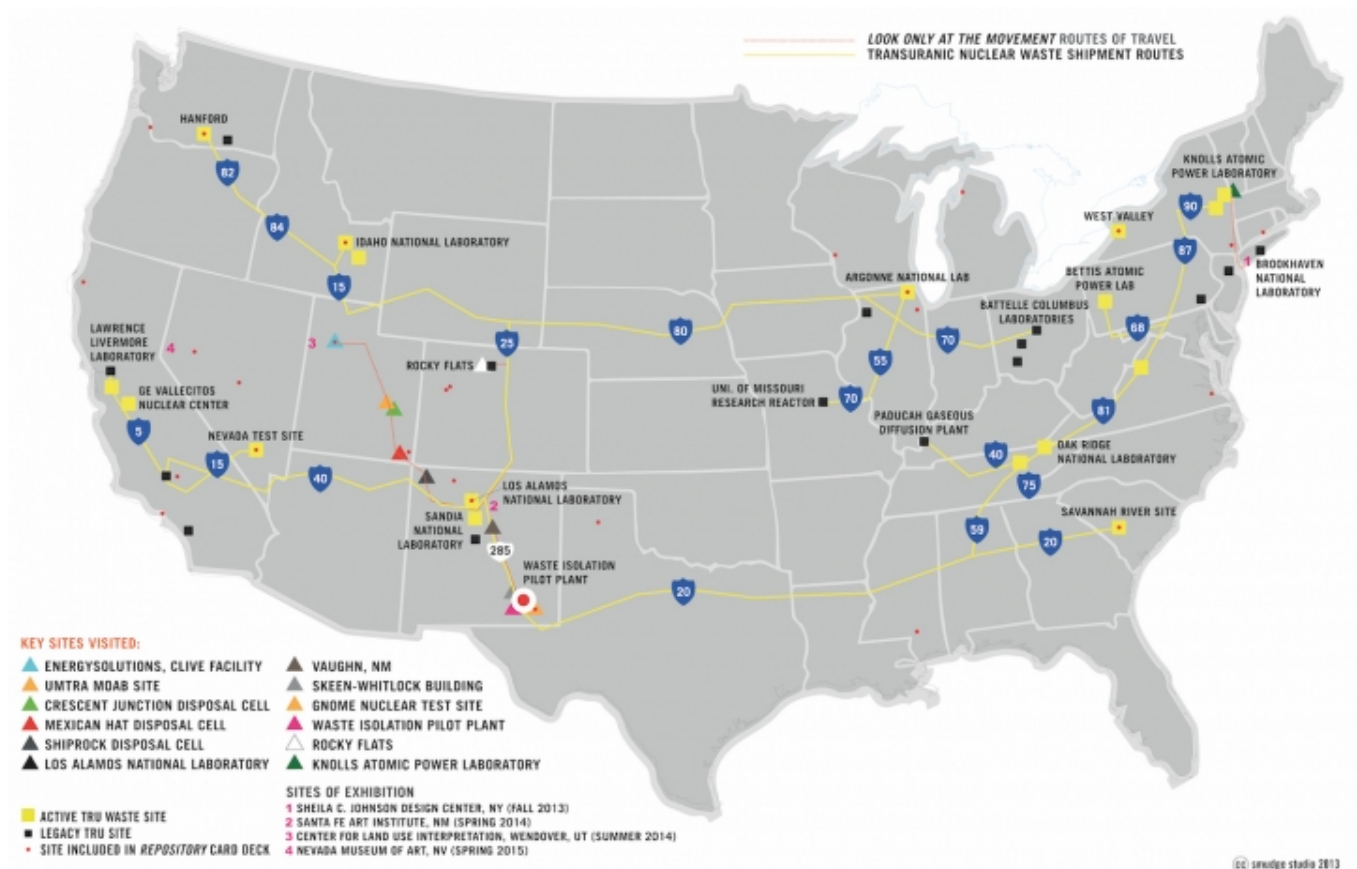 LOOK ONLY AT THE MOVEMENT ROUTES OF TRAVEL
TRANSURANIC NUCLEAR WASTE SHIPMENT ROUTES
HANFORD
82
84
IDAHO NATIONAL LABORATORY
15
KNOLLS ATOMIC
POWER LABORATORY
90
WEST VALLEY
87
1 BROOKHAVEN
NATIONAL
LABORATORY
ARGONNE NATIONAL LAB
BETTIS ATOMIC
POWER LAB
BATTELLE COLUMBUS
LABORATORIES
68
80
70
25
55
LAWRENCE
LIVERMORE
LABORATORY
4
3
ROCKY FLATS
GE VALLECITOS
NUCLEAR CENTER
UNI. OF MISSOURI
RESEARCH REACTOR
70
PADUCAH GASEOUS
DIFFUSION PLANT
81
5
NEVADA TEST SITE
15
40
40
OAK RIDGE
NATIONAL LABORATORY
75
LOS ALAMOS
NATIONAL LABORATORY
2
SANDIA
NATIONAL
LABORATORY
285
SAVANNAH RIVER SITE
59
20
WASTE ISOLATION
PILOT PLANT
20
KEY SITES VISITED:
ENERGYSOLUTIONS, CLIVE FACILITY
UMTRA MOAB SITE
CRESCENT JUNCTION DISPOSAL CELL
MEXICAN HAT DISPOSAL CELL
SHIPROCK DISPOSAL CELL
LOS ALAMOS NATIONAL LABORATORY
VAUGHN, NM
SKEEN-WHITLOCK BUILDING
GNOME NUCLEAR TEST SITE
WASTE ISOLATION PILOT PLANT
ROCKY FLATS
KNOLLS ATOMIC POWER LABORATORY
ACTIVE TRU WASTE SITE
LEGACY TRU SITE
SITE INCLUDED IN REPOSITORY CARD DECK
SITES OF EXHIBITION
1 SHEILA C. JOHNSON DESIGN CENTER, NY (FALL 2013)
2 SANTA FE ART INSTITUTE, NM (SPRING 2014)
3 CENTER FOR LAND USE INTERPRETATION, WENDOVER, UT (SUMMER 2014)
4 NEVADA MUSEUM OF ART, NV (SPRING 2015)
cc smudge studio 2013